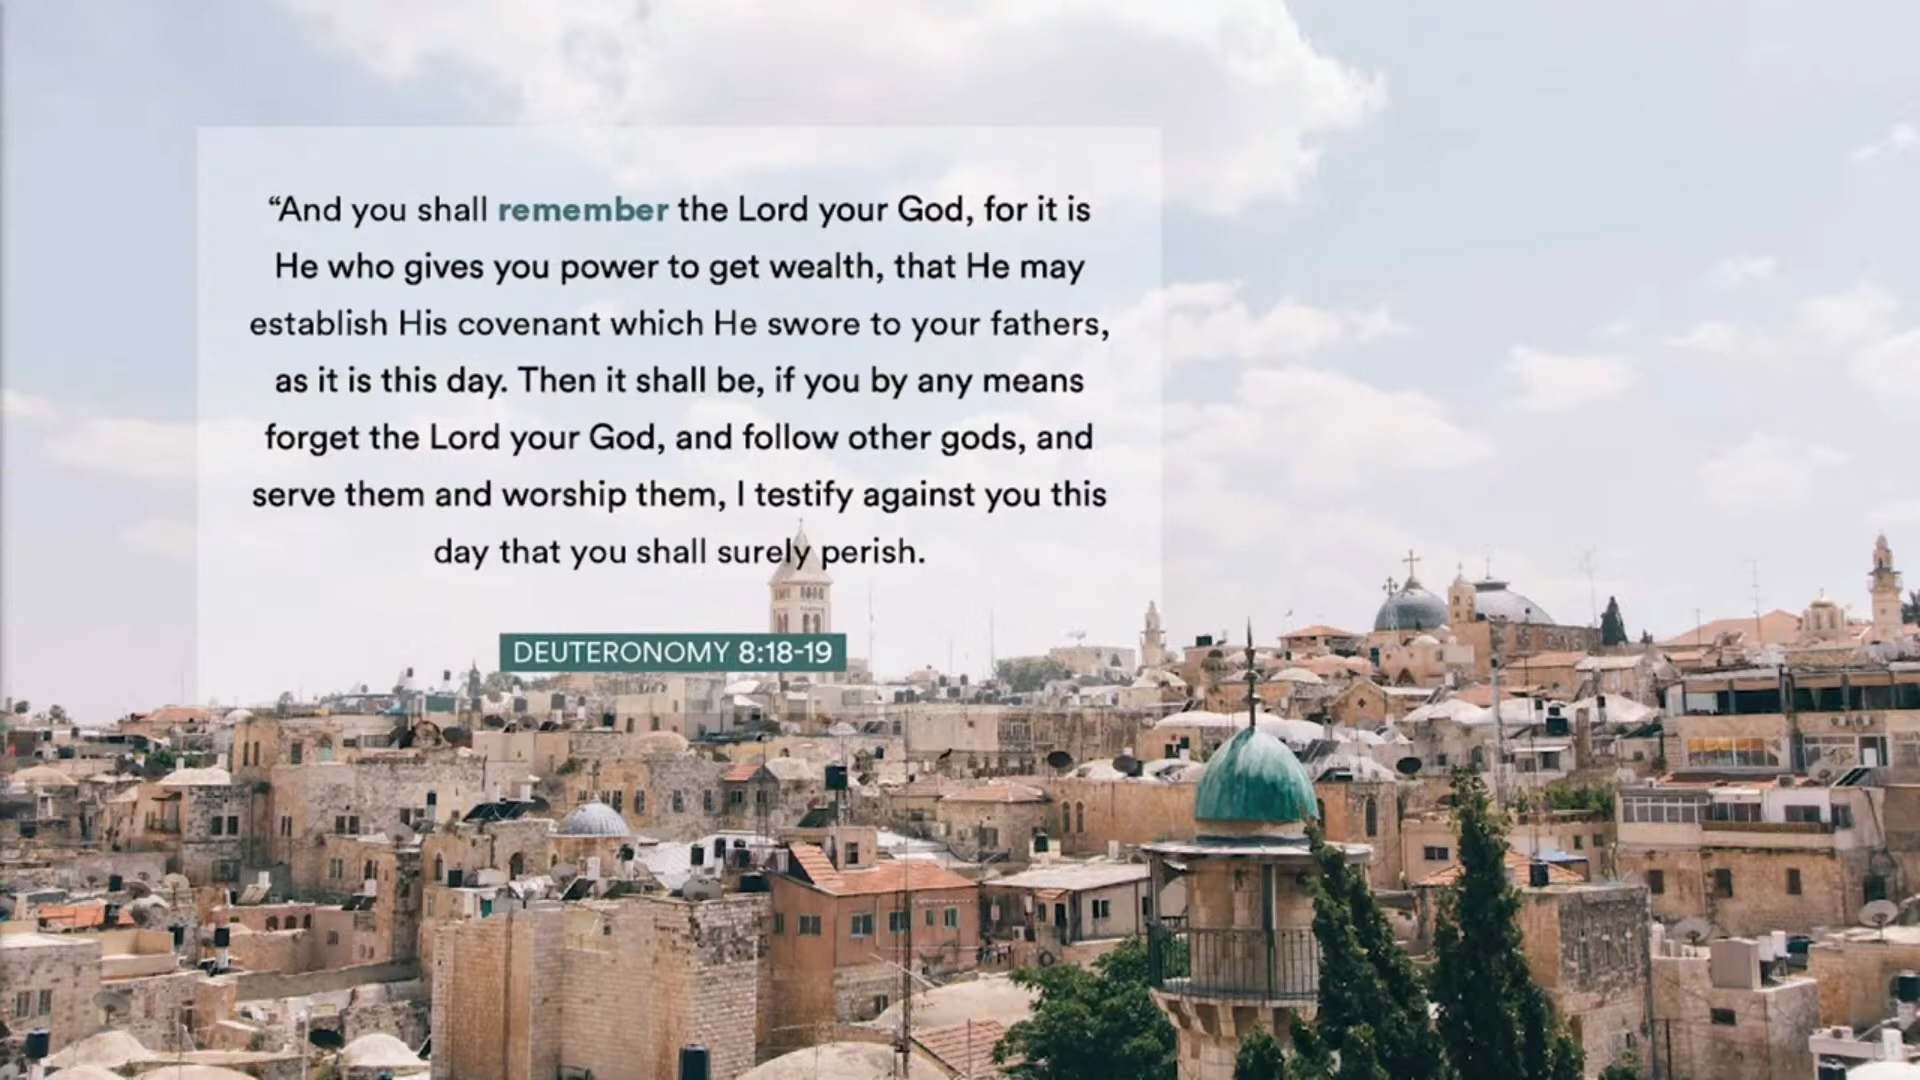 “And you shall remember the Lord your God, for it is
He who gives you power to get wealth, that He may
establish His covenant which He swore to your fathers,
as it is this day. Then it shall be, if you by any means
forget the Lord your God, and follow other gods, and
serve them and worship them, I testify against you this
day that you shall surely perish.
DEUTERONOMY 8:18-19